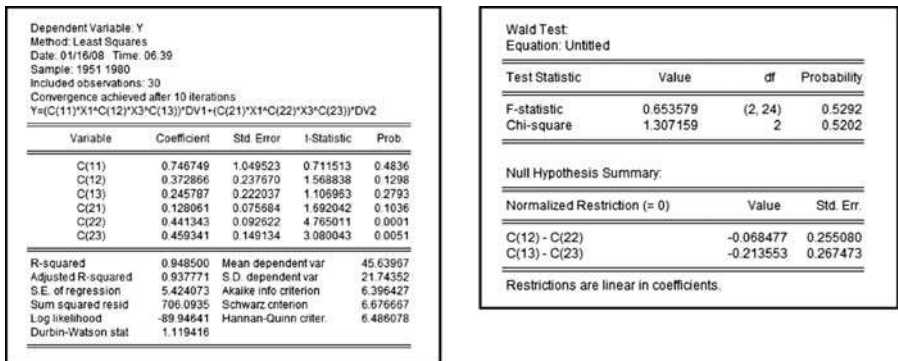 Dependent Variable: Y
Method: Least Squares
Date: 01/16/08 Time: 06:39
Sample: 1951 1980
Included observations: 30
Convergence achieved after 10 iterations
Y=(C(11)*X1^C(12)*X3^C(13))*DV1+(C(21)*X1^C(22)*X3^C(23))*DV2
Variable Coefficient Std. Error t-Statistic Prob.
C(11) 0.746749 1.049523 0.711513 0.4836
C(12) 0.372866 0.237670 1.568838 0.1298
C(13) 0.245787 0.222037 1.106963 0.2793
C(21) 0.128061 0.075684 1.692042 0.1036
C(22) 0.441343 0.092622 4.765011 0.0001
C(23) 0.459341 0.149134 3.080043 0.0051
R-squared 0.948500 Mean dependent var 45.63967
Adjusted R-squared 0.937771 S.D. dependent var 21.74352
S.E. of regression 5.424073 Akaike info criterion 6.396427
Sum squared resid 706.0935 Schwarz criterion 6.676667
Log likelihood -89.94641 Hannan-Quinn criter. 6.486078
Durbin-Watson stat 1.119416
Wald Test:
Equation: Untitled
Test Statistic Value df Probability
F-statistic 0.653579 (2, 24) 0.5292
Chi-square 1.307159 2 0.5202
Null Hypothesis Summary:
Normalized Restriction (= 0) Value Std. Err.
C(12) - C(22) -0.068477 0.255080
C(13) - C(23) -0.213553 0.267473
Restrictions are linear in coefficients.